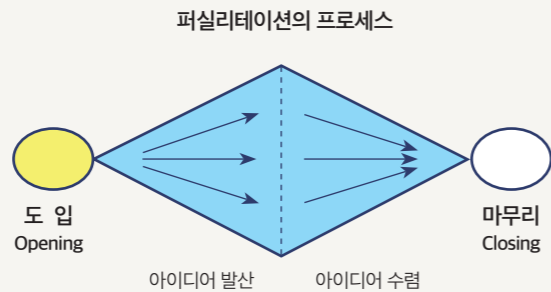 퍼실리테이션의 프로세스
도 입
Opening
마무리
Closing
아이디어 발산
아이디어 수렴